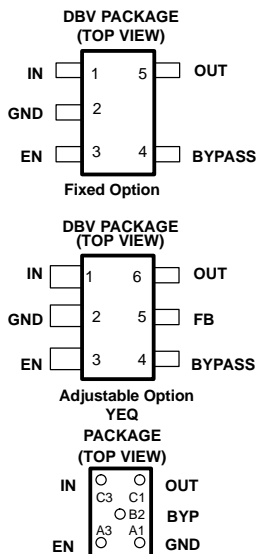 DBV PACKAGE
(TOP VIEW)
IN 1 5 OUT
GND 2
EN 3 4 BYPASS
Fixed Option
DBV PACKAGE
(TOP VIEW)
IN 1 6 OUT
GND 2 5 FB
EN 3 4 BYPASS
Adjustable Option
YEQ
PACKAGE
(TOP VIEW)
IN C3 C1 OUT
B2 BYP
A3 A1
EN GND